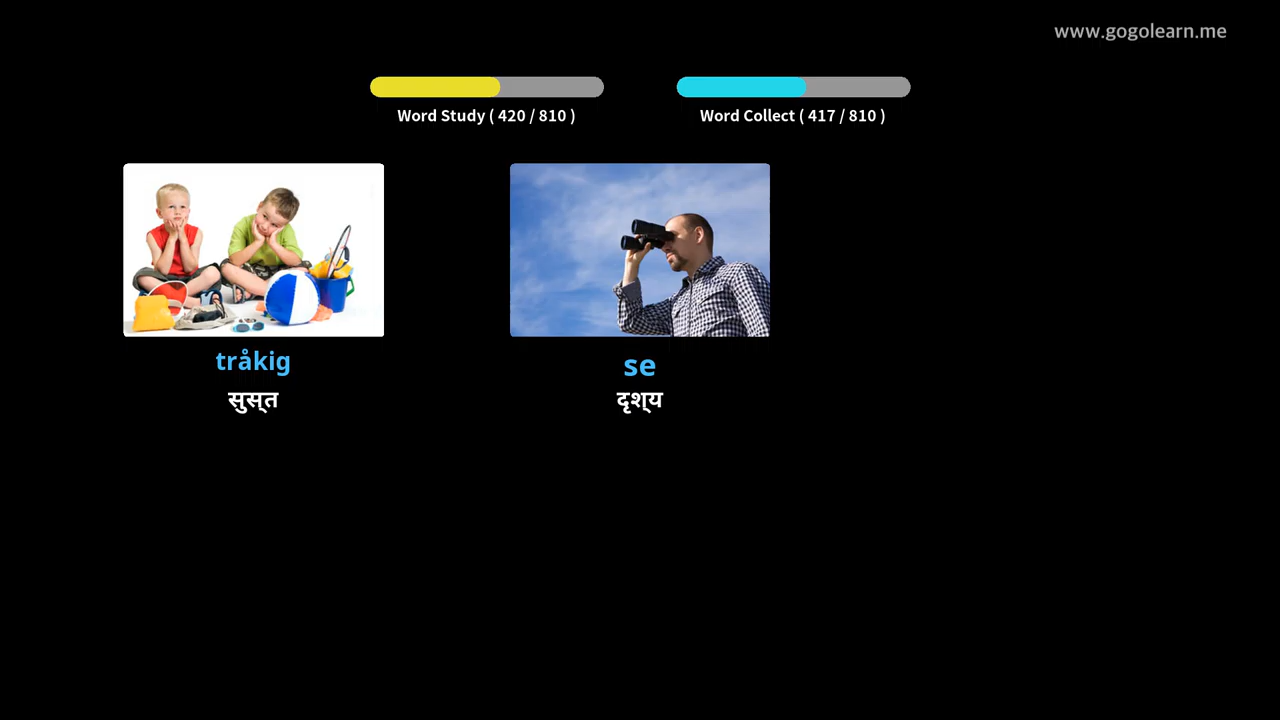 www.gogolearn.me
Word Study ( 420 / 810 )
Word Collect ( 417 / 810 )
tråkig
se
सुस्त
दृश्य